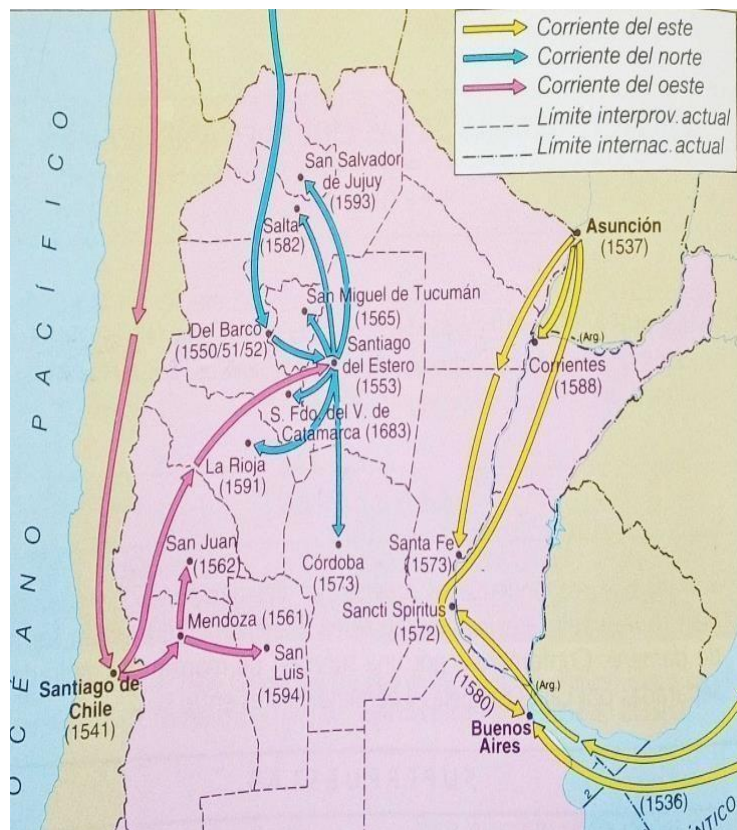 Corriente del este
Corriente del norte
Corriente del oeste
Límite interprov. actual
Límite internac. actual
OCÉANO PACÍFICO
San Salvador
de Jujuy
(1593)
Salta
(1582)
Asunción
(1537)
San Miguel de Tucumán
(1565)
Del Barco
(1550/51/52)
Santiago
del Estero
(1553)
(Arg.)
Corrientes
(1588)
S. Fdo. del V. de
Catamarca (1683)
La Rioja
(1591)
San Juan
(1562)
Córdoba
(1573)
Santa Fe
(1573)
Sancti Spiritus
(1572)
Mendoza (1561)
San
Luis
(1594)
Santiago de
Chile
(1541)
(Arg.)
(1580)
Buenos
Aires
1
2
(1536)
NTICO